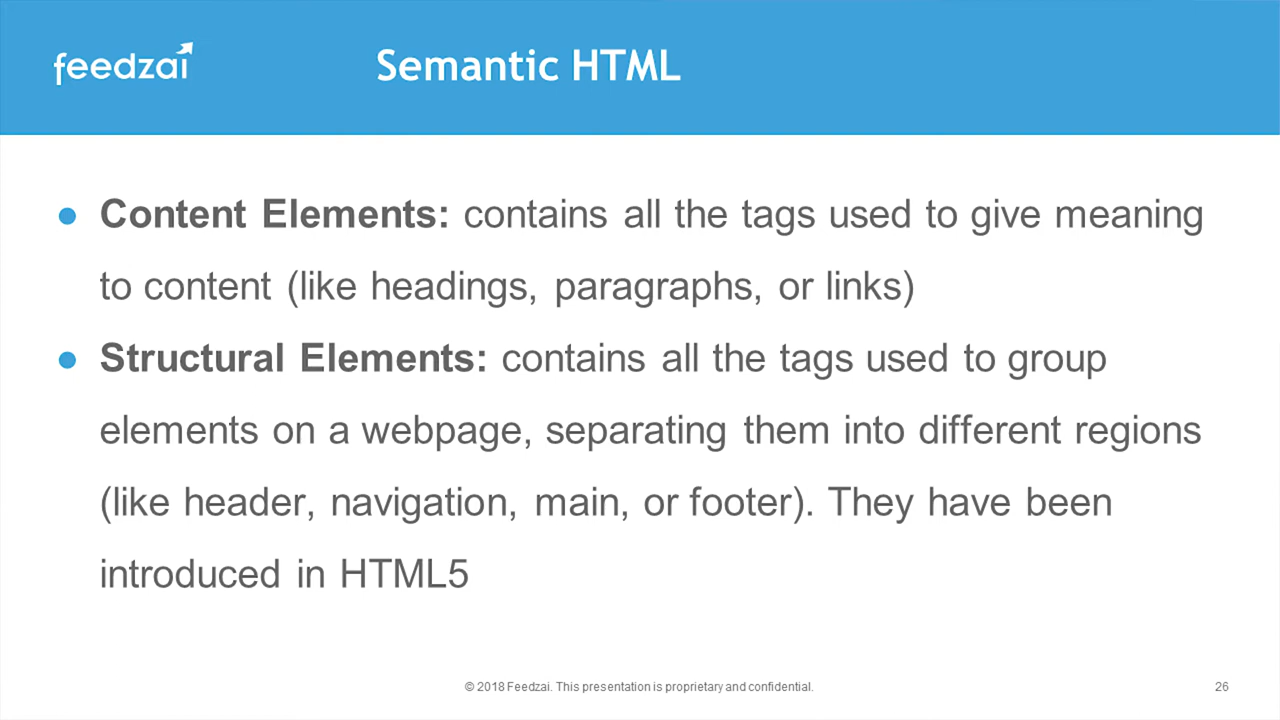 feedzai
Semantic HTML
● Content Elements: contains all the tags used to give meaning
to content (like headings, paragraphs, or links)
● Structural Elements: contains all the tags used to group
elements on a webpage, separating them into different regions
(like header, navigation, main, or footer). They have been
introduced in HTML5
© 2018 Feedzai. This presentation is proprietary and confidential.
26